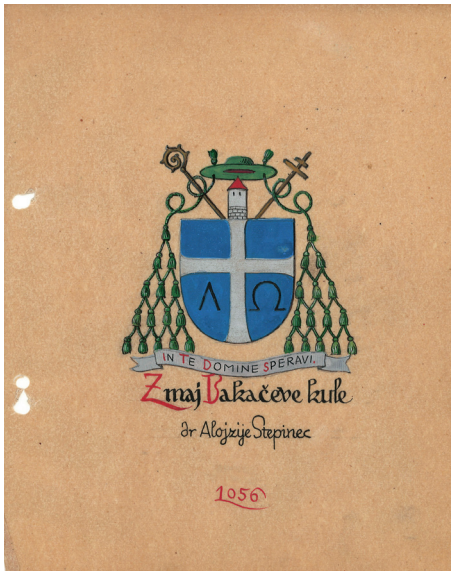 Λ Ω
IN TE DOMINE SPERAVI.
Zmaj Bakačeve kule
dr Alojzije Stepinec
1056